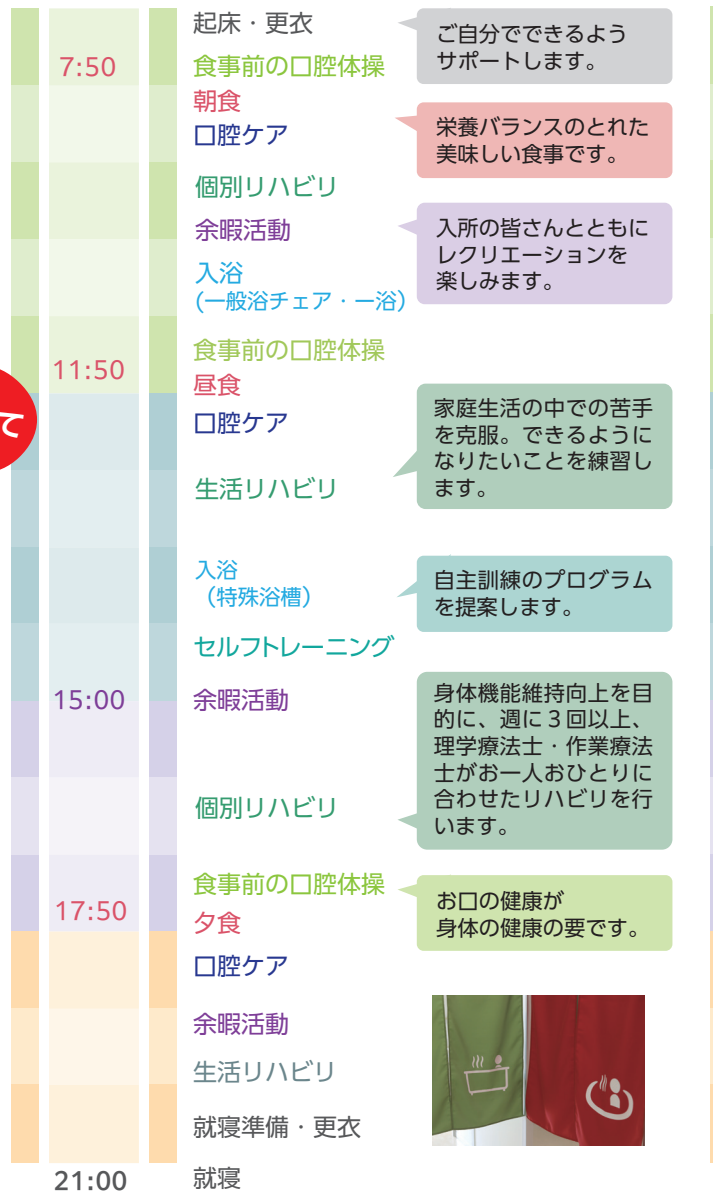 起床・更衣
ご自分でできるよう
サポートします。
7:50
食事前の口腔体操
朝食
口腔ケア
栄養バランスのとれた
美味しい食事です。
個別リハビリ
余暇活動
入所の皆さんとともに
レクリエーションを
楽しみます。
入浴
(一般浴チェア・一浴)
食事前の口腔体操
11:50
昼食
口腔ケア
て
家庭生活の中での苦手
を克服。できるように
なりたいことを練習し
ます。
生活リハビリ
入浴
(特殊浴槽)
自主訓練のプログラム
を提案します。
セルフトレーニング
15:00
余暇活動
身体機能維持向上を目
的に、週に3回以上、
理学療法士・作業療法
士がお一人おひとりに
合わせたリハビリを行
います。
個別リハビリ
食事前の口腔体操
お口の健康が
身体の健康の要です。
17:50
夕食
口腔ケア
余暇活動
生活リハビリ
就寝準備・更衣
21:00
就寝